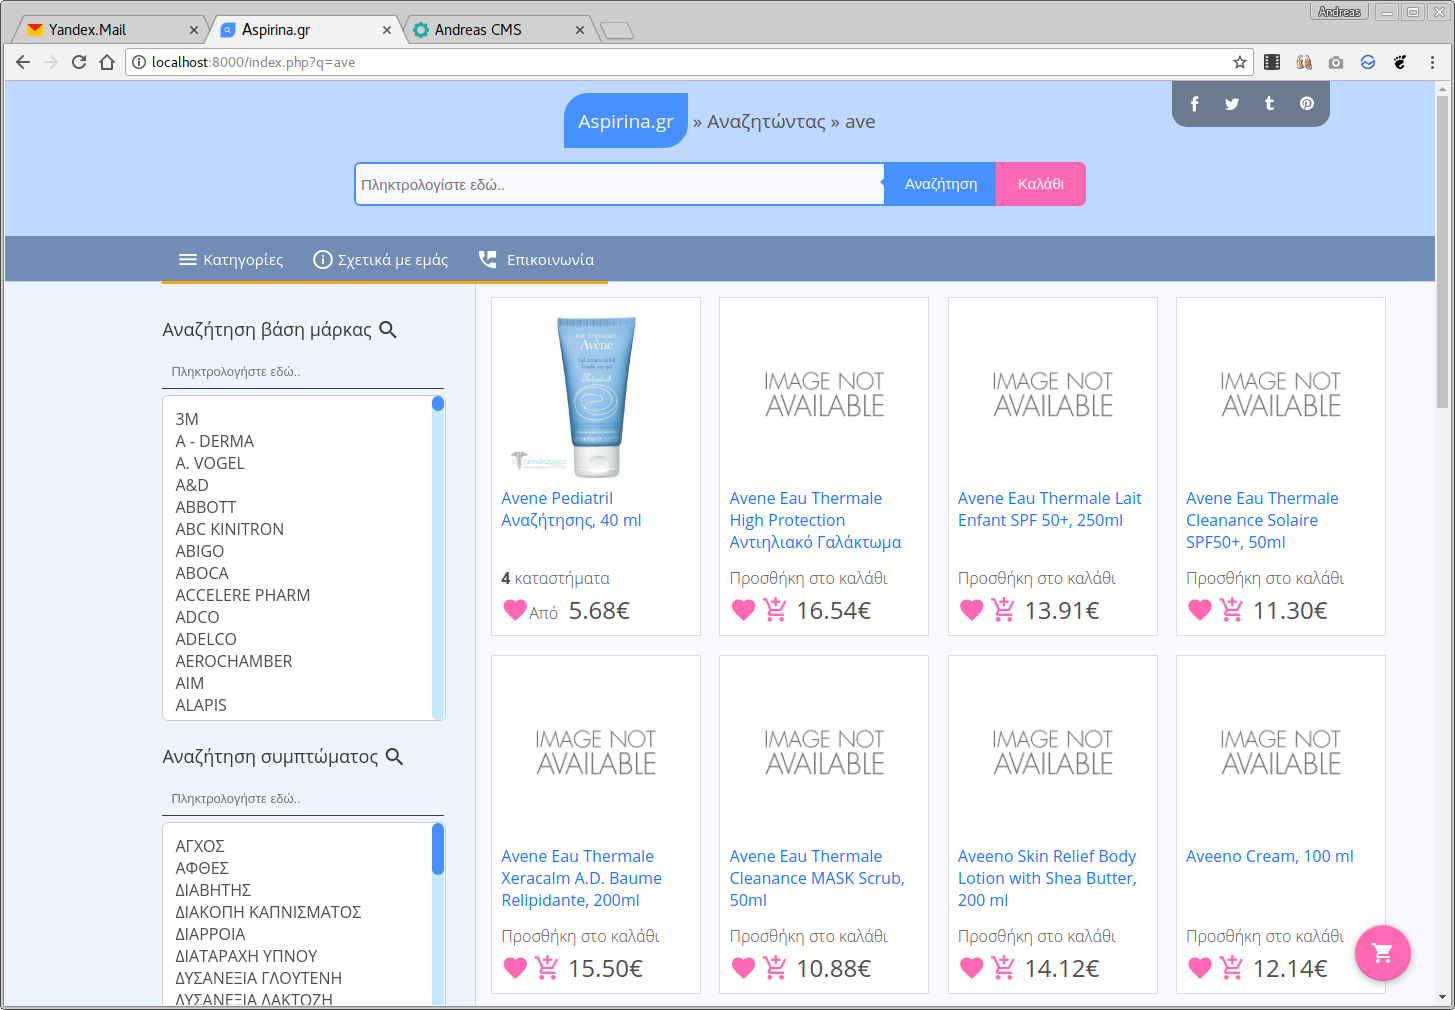 Andreas
Yandex.Mail
Aspirina.gr
Andreas CMS
localhost:8000/index.php?q=ave
Aspirina.gr » Αναζητώντας » ave
Πληκτρολογίστε εδώ..
Αναζήτηση
Καλάθι
Κατηγορίες
Σχετικά με εμάς
Επικοινωνία
Αναζήτηση βάση μάρκας
Πληκτρολογήστε εδώ..
3M
A - DERMA
A. VOGEL
A&D
ABBOTT
ABC KINITRON
ABIGO
ABOCA
ACCELERE PHARM
ADCO
ADELCO
AEROCHAMBER
AIM
ALAPIS
Αναζήτηση συμπτώματος
Πληκτρολογήστε εδώ..
ΑΓΧΟΣ
ΑΦΘΕΣ
ΔΙΑΒΗΤΗΣ
ΔΙΑΚΟΠΗ ΚΑΠΝΙΣΜΑΤΟΣ
ΔΙΑΡΡΟΙΑ
ΔΙΑΤΑΡΑΧΗ ΥΠΝΟΥ
ΔΥΣΑΝΕΞΙΑ ΓΛΟΥΤΕΝΗ
ΔΥΣΑΝΕΞΙΑ ΛΑΚΤΟΖΗ
EAU THERMALE
Avène
Pédiatril
Avene Pediatril
Αναζήτησης, 40 ml
4 καταστήματα
Από 5.68€
IMAGE NOT
AVAILABLE
Avene Eau Thermale
High Protection
Αντιηλιακό Γαλάκτωμα
Προσθήκη στο καλάθι
16.54€
IMAGE NOT
AVAILABLE
Avene Eau Thermale Lait
Enfant SPF 50+, 250ml
Προσθήκη στο καλάθι
13.91€
IMAGE NOT
AVAILABLE
Avene Eau Thermale
Cleanance Solaire
SPF50+, 50ml
Προσθήκη στο καλάθι
11.30€
IMAGE NOT
AVAILABLE
Avene Eau Thermale
Xeracalm A.D. Baume
Relipidante, 200ml
Προσθήκη στο καλάθι
15.50€
IMAGE NOT
AVAILABLE
Avene Eau Thermale
Cleanance MASK Scrub,
50ml
Προσθήκη στο καλάθι
10.88€
IMAGE NOT
AVAILABLE
Aveeno Skin Relief Body
Lotion with Shea Butter,
200 ml
Προσθήκη στο καλάθι
14.12€
IMAGE NOT
AVAILABLE
Aveeno Cream, 100 ml
Προσθήκη στο καλάθι
12.14€